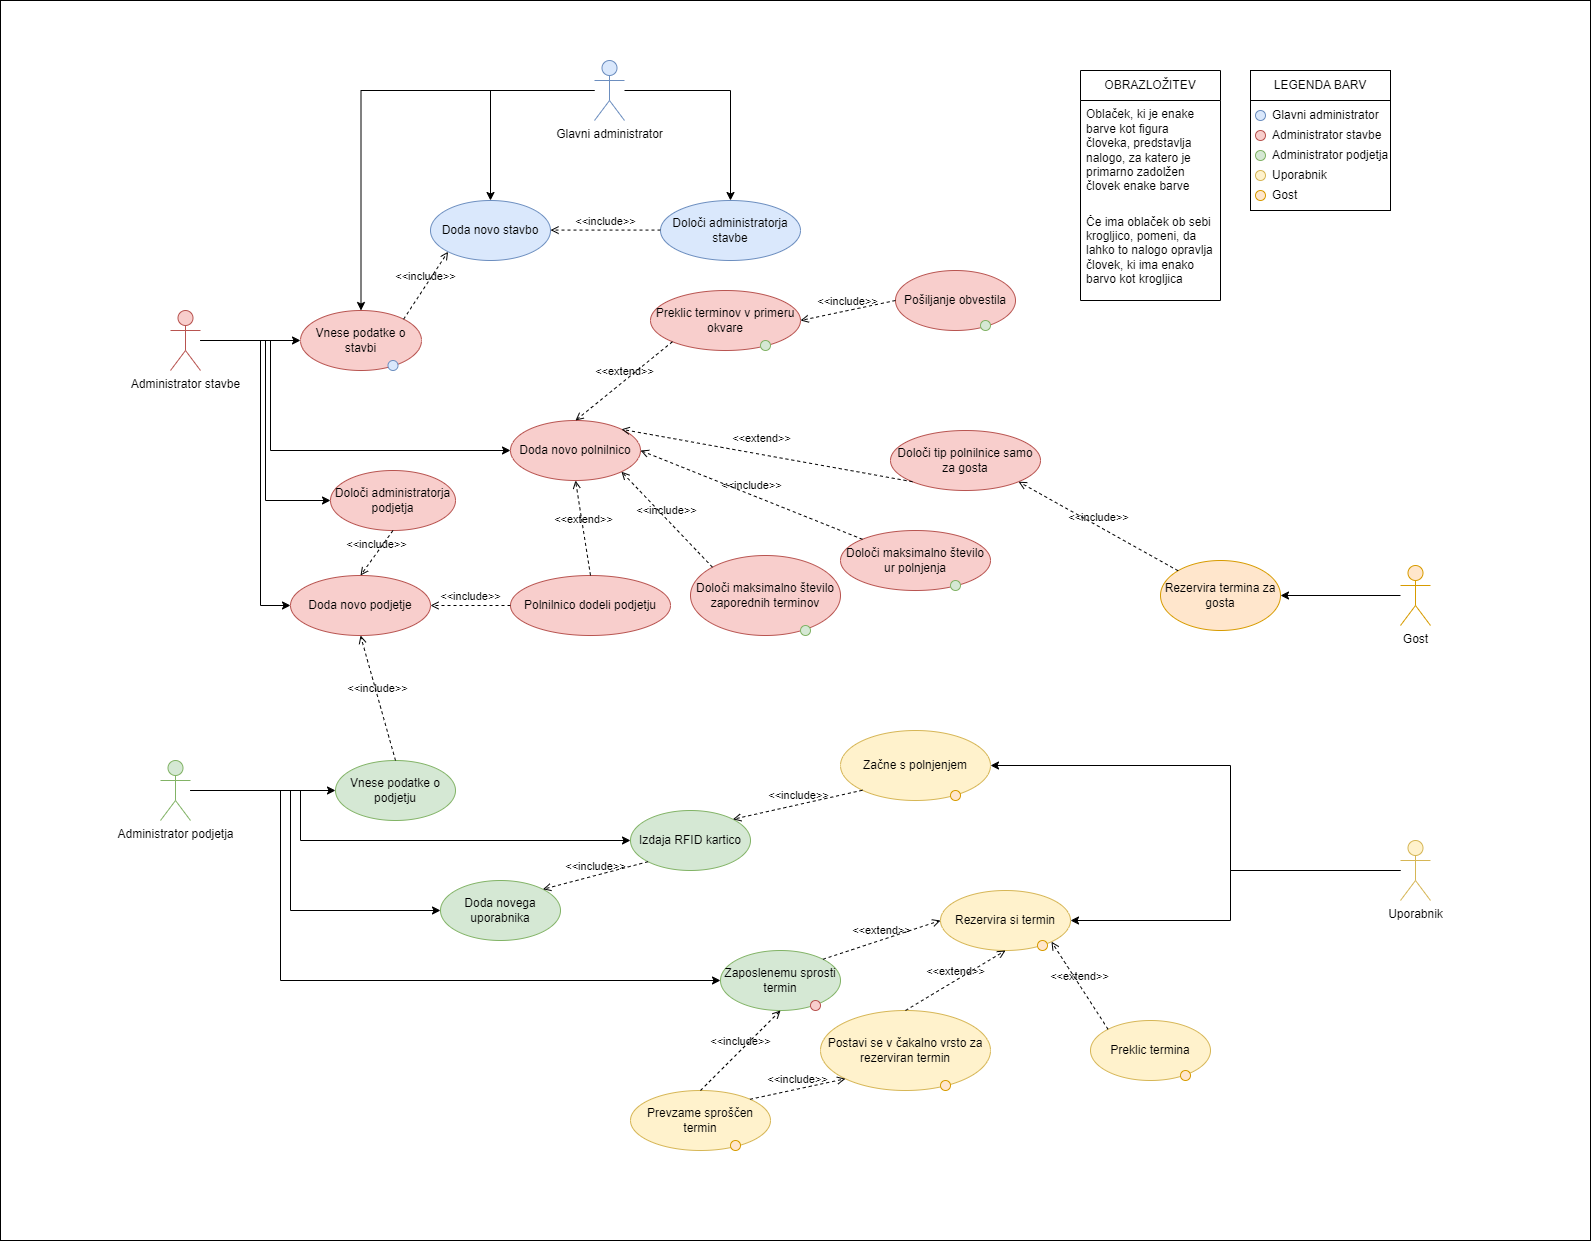 Glavni administrator
OBRAZLOŽITEV
Oblaček, ki je enake
barve kot figura
človeka, predstavlja
nalogo, za katero je
primarno zadolžen
človek enake barve
Če ima oblaček ob sebi
krogljico, pomeni, da
lahko to nalogo opravlja
človek, ki ima enako
barvo kot krogljica
LEGENDA BARV
Glavni administrator
Administrator stavbe
Administrator podjetja
Uporabnik
Gost
Doda novo stavbo
<<include>>
Določi administratorja
stavbe
<<include>>
Administrator stavbe
Vnese podatke o
stavbi
Preklic terminov v primeru
okvare
<<include>>
Pošiljanje obvestila
<<extend>>
Doda novo polnilnico
<<extend>>
Določi tip polnilnice samo
za gosta
<<include>>
<<include>>
<<extend>>
<<include>>
Določi administratorja
podjetja
<<include>>
Določi maksimalno število
ur polnjenja
Doda novo podjetje
<<include>>
Polnilnico dodeli podjetju
Določi maksimalno število
zaporednih terminov
Rezervira termina za
gosta
Gost
<<include>>
Administrator podjetja
Vnese podatke o
podjetju
Začne s polnjenjem
<<include>>
Izdaja RFID kartico
<<include>>
Doda novega
uporabnika
Uporabnik
Rezervira si termin
<<extend>>
<<extend>>
<<extend>>
Zaposlenemu sprosti
termin
<<include>>
Postavi se v čakalno vrsto za
rezerviran termin
Preklic termina
<<include>>
Prevzame sproščen
termin